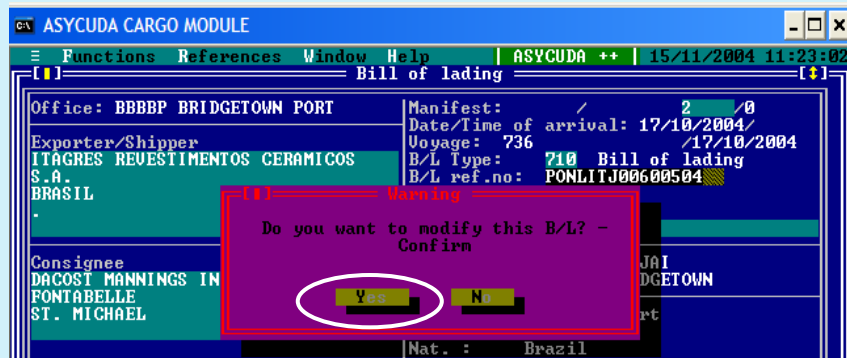 ASYCUDA CARGO MODULE
≡ Functions References Window Help | ASYCUDA ++ | 15/11/2004 11:23:02
Bill of lading
Office: BBBBP BRIDGETOWN PORT
Manifest: / 2 /0
Date/Time of arrival: 17/10/2004/
Exporter/Shipper
Voyage: 736 /17/10/2004
ITAGRES REVESTIMENTOS CERAMICOS
B/L Type: 710 Bill of lading
S.A.
B/L ref.no: PONLITJ00600504
BRASIL
.
Warning
Do you want to modify this B/L? -
Confirm
Yes No
Consignee
JAI
DACOST MANNINGS IN
DGETOWN
FONTABELLE
ST. MICHAEL
rt
Nat. : Brazil